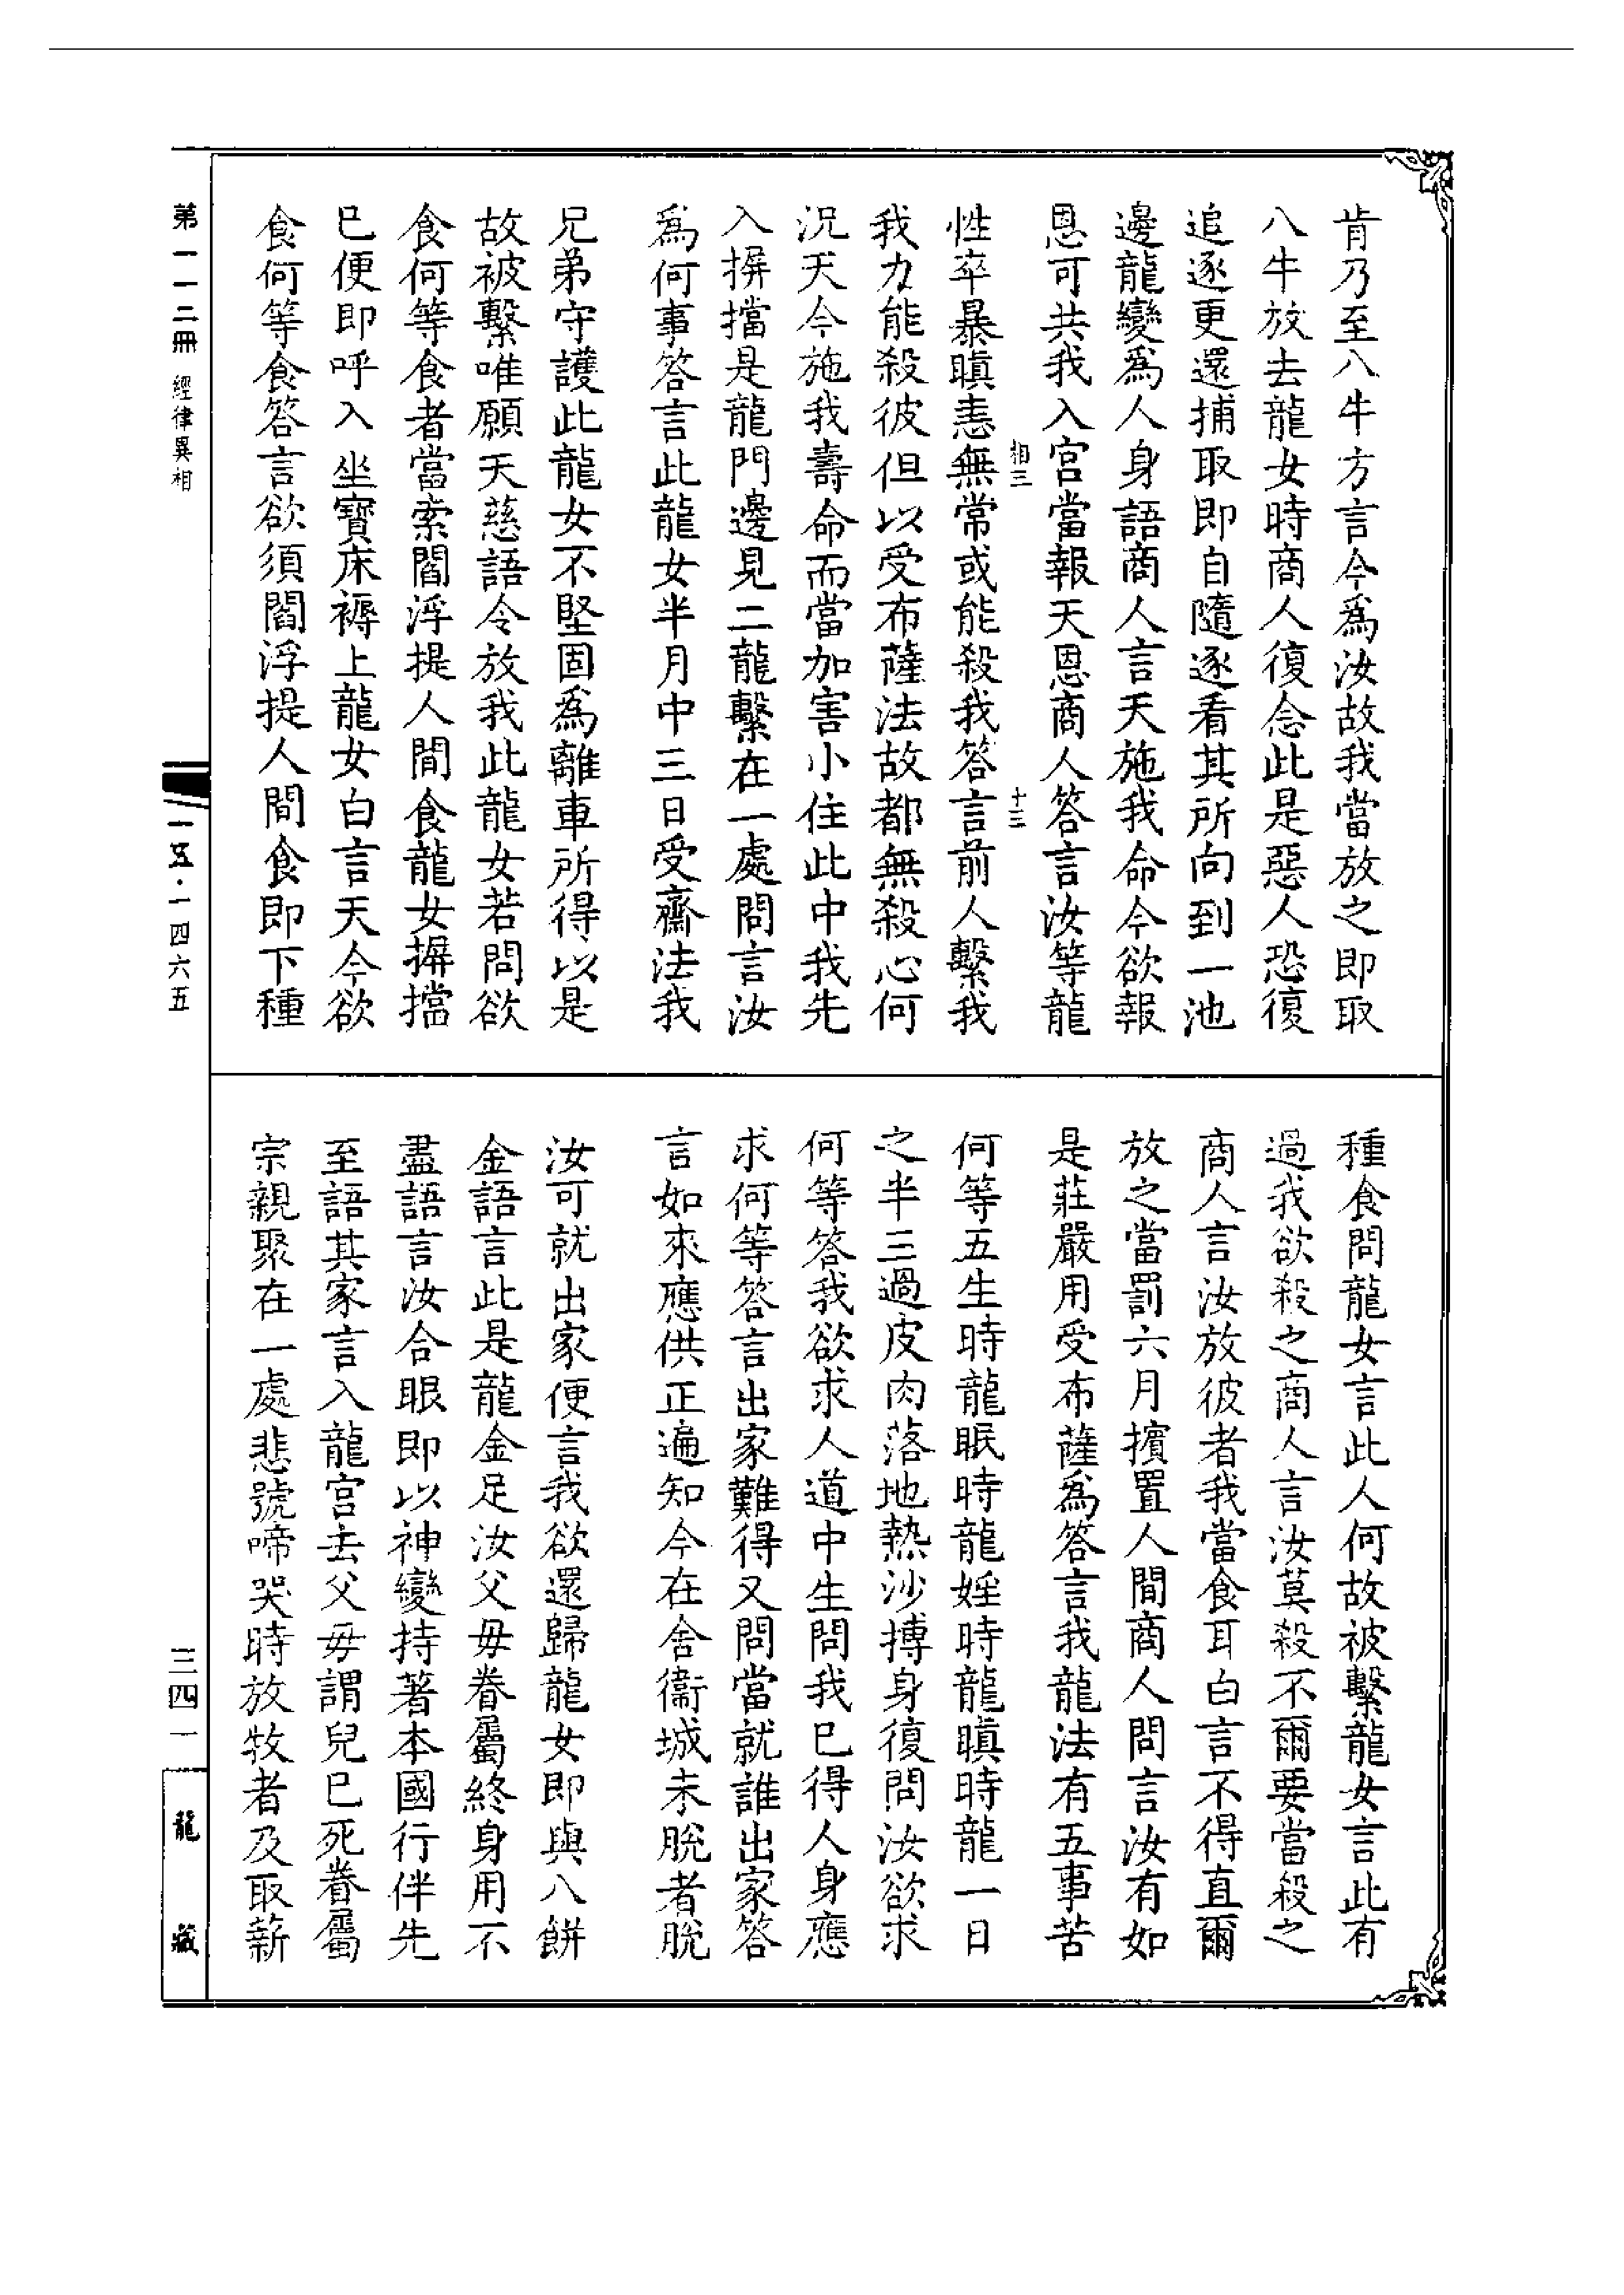 肯乃至八牛方言今為汝故我當放之即取
八牛放去龍女時商人復念此是惡人恐復
追逐更還捕取即自隨逐看其所向到一池
邊龍變為人身語商人言天施我命今欲報
恩可共我入宮當報天恩商人答言汝等龍
相三
十三
性卒暴瞋恚無常或能殺我答言前人繫我
我力能殺彼但以受布薩法故都無殺心何
況天今施我壽命而當加害小住此中我先
入摒擋是龍門邊見二龍繫在一處問言汝
為何事答言此龍女半月中三日受齋法我
兄弟守護此龍女不堅固為離車所得以是
故被繫唯願天慈語令放我此龍女若問欲
食何等食者當索閻浮提人間食龍女摒擋
已便即呼入坐寶床褥上龍女白言天今欲
食何等食答言欲須閻浮提人間食即下種
種食問龍女言此人何故被繫龍女言此有
過我欲殺之商人言汝莫殺不爾要當殺之
商人言汝放彼者我當食耳白言不得直爾
放之當罰六月擯置人間商人問言汝有如
是莊嚴用受布薩為答言我龍法有五事苦
何等五生時龍眠時龍婬時龍瞋時龍一日
之半三過皮肉落地熱沙搏身復問汝欲求
何等答我欲求人道中生問我已得人身應
求何等答言出家難得又問當就誰出家答
言如來應供正遍知今在舍衞城未脫者脫
汝可就出家便言我欲還歸龍女即與八餅
金語言此是龍金足汝父母眷屬終身用不
盡語言汝合眼即以神變持著本國行伴先
至語其家言入龍宮去父母謂兒已死眷屬
宗親聚在一處悲號啼哭時放牧者及取薪
第一一二冊 經律異相
一五·一四六五
三四一
龍藏